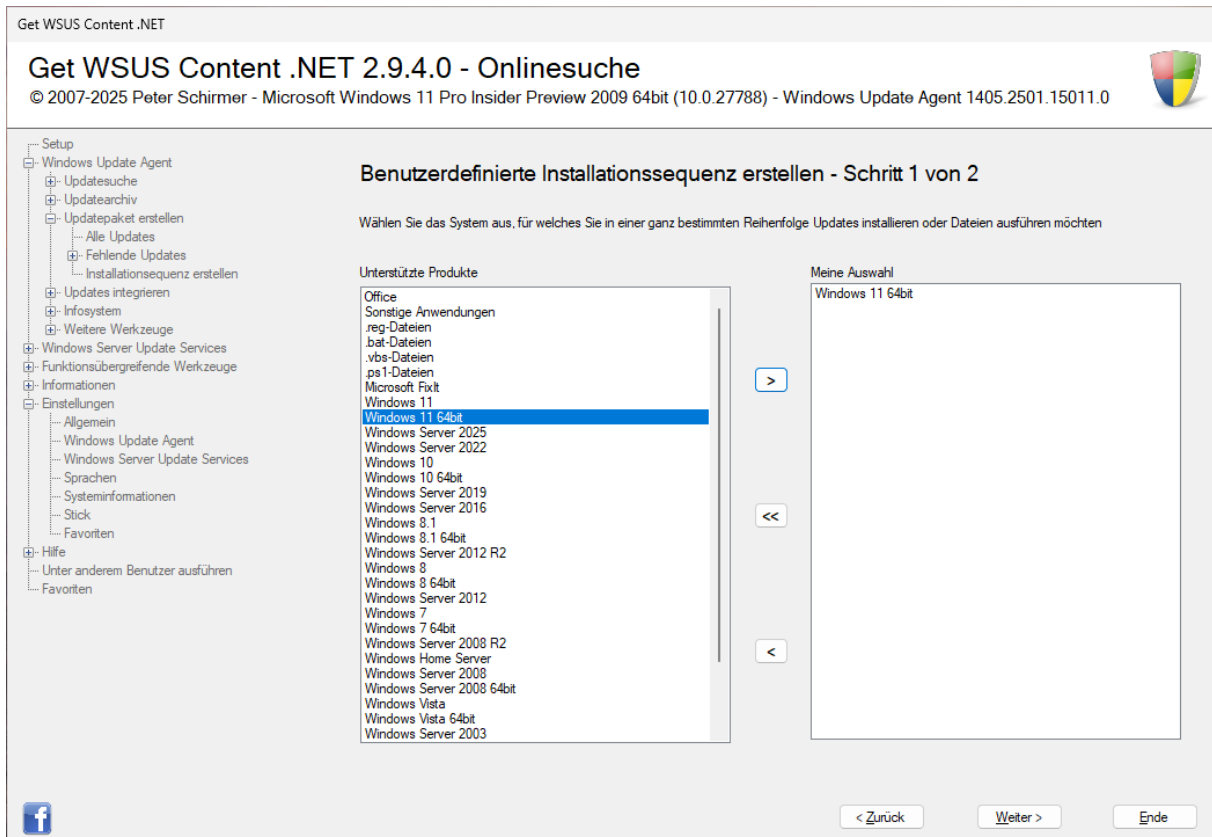 Get WSUS Content .NET
Get WSUS Content .NET 2.9.4.0 - Onlinesuche
© 2007-2025 Peter Schirmer - Microsoft Windows 11 Pro Insider Preview 2009 64bit (10.0.27788) - Windows Update Agent 1405.2501.15011.0
Setup
Windows Update Agent
Updatesuche
Updatearchiv
Updatepaket erstellen
Alle Updates
Fehlende Updates
Installationsequenz erstellen
Updates integrieren
Infosystem
Weitere Werkzeuge
Windows Server Update Services
Funktionsübergreifende Werkzeuge
Informationen
Einstellungen
Allgemein
Windows Update Agent
Windows Server Update Services
Sprachen
Systeminformationen
Stick
Favoriten
Hilfe
Unter anderem Benutzer ausführen
Favoriten
Benutzerdefinierte Installationssequenz erstellen - Schritt 1 von 2
Wählen Sie das System aus, für welches Sie in einer ganz bestimmten Reihenfolge Updates installieren oder Dateien ausführen möchten
Unterstützte Produkte
Office
Sonstige Anwendungen
.reg-Dateien
.bat-Dateien
.vbs-Dateien
.ps1-Dateien
Microsoft FixIt
Windows 11
Windows 11 64bit
Windows Server 2025
Windows Server 2022
Windows 10
Windows 10 64bit
Windows Server 2019
Windows Server 2016
Windows 8.1
Windows 8.1 64bit
Windows Server 2012 R2
Windows 8
Windows 8 64bit
Windows Server 2012
Windows 7
Windows 7 64bit
Windows Server 2008 R2
Windows Home Server
Windows Server 2008
Windows Server 2008 64bit
Windows Vista
Windows Vista 64bit
Windows Server 2003
>
<<
<
Meine Auswahl
Windows 11 64bit
f
< Zurück
Weiter >
Ende